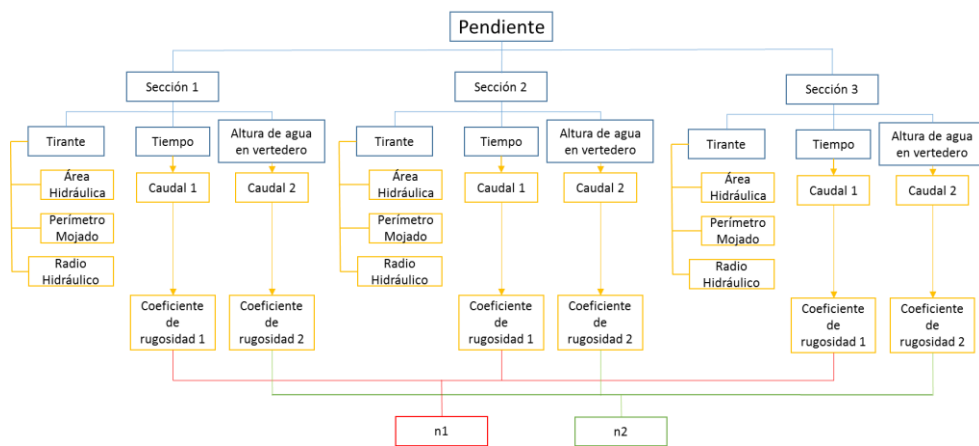 Pendiente
Sección 1
Sección 2
Sección 3
Tirante
Tiempo
Altura de agua
en vertedero
Tirante
Tiempo
Altura de agua
en vertedero
Tirante
Tiempo
Altura de agua
en vertedero
Área
Hidráulica
Caudal 1
Caudal 2
Área
Hidráulica
Caudal 1
Caudal 2
Área
Hidráulica
Caudal 1
Caudal 2
Perímetro
Mojado
Perímetro
Mojado
Perímetro
Mojado
Radio
Hidráulico
Radio
Hidráulico
Radio
Hidráulico
Coeficiente
de
rugosidad 1
Coeficiente
de
rugosidad 2
Coeficiente
de
rugosidad 1
Coeficiente
de
rugosidad 2
Coeficiente
de
rugosidad 1
Coeficiente
de
rugosidad 2
n1
n2